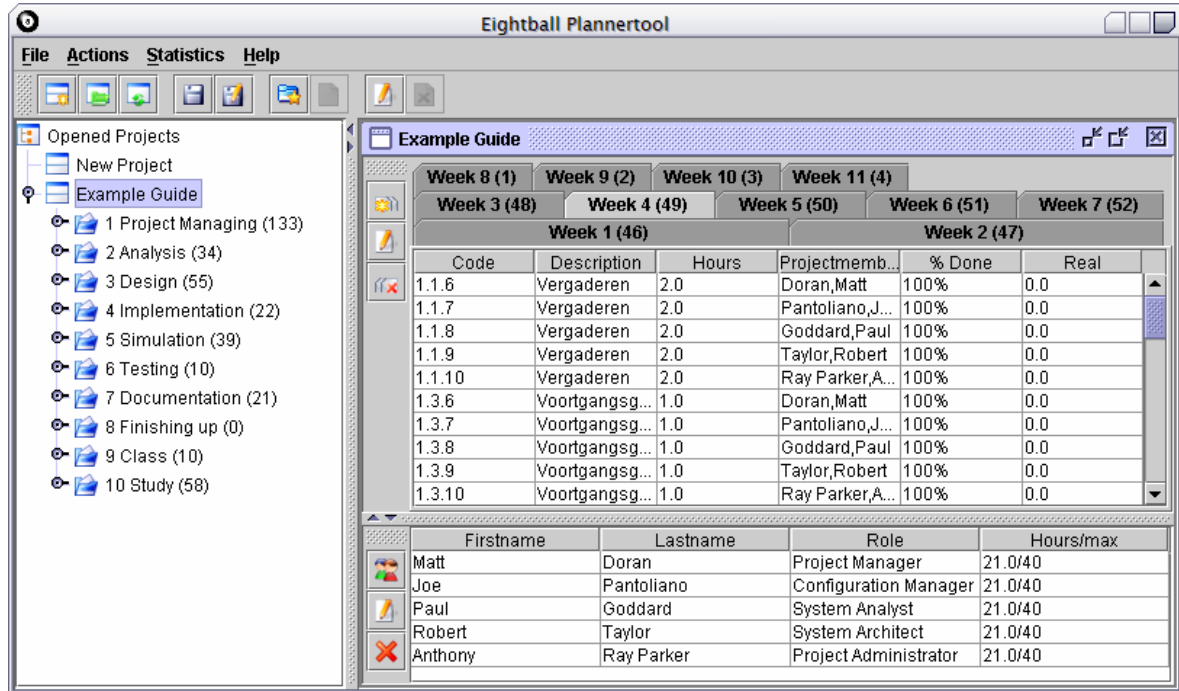 Eightball Plannertool
File Actions Statistics Help
Opened Projects
New Project
Example Guide
1 Project Managing (133)
2 Analysis (34)
3 Design (55)
4 Implementation (22)
5 Simulation (39)
6 Testing (10)
7 Documentation (21)
8 Finishing up (0)
9 Class (10)
10 Study (58)
Example Guide
Week 8 (1) Week 9 (2) Week 10 (3) Week 11 (4)
Week 3 (48) Week 4 (49) Week 5 (50) Week 6 (51) Week 7 (52)
Week 1 (46) Week 2 (47)
Code Description Hours Projectmemb... % Done Real
1.1.6 Vergaderen 2.0 Doran,Matt 100% 0.0
1.1.7 Vergaderen 2.0 Pantoliano,J... 100% 0.0
1.1.8 Vergaderen 2.0 Goddard,Paul 100% 0.0
1.1.9 Vergaderen 2.0 Taylor,Robert 100% 0.0
1.1.10 Vergaderen 2.0 Ray Parker,A... 100% 0.0
1.3.6 Voortgangsg... 1.0 Doran,Matt 100% 0.0
1.3.7 Voortgangsg... 1.0 Pantoliano,J... 100% 0.0
1.3.8 Voortgangsg... 1.0 Goddard,Paul 100% 0.0
1.3.9 Voortgangsg... 1.0 Taylor,Robert 100% 0.0
1.3.10 Voortgangsg... 1.0 Ray Parker,A... 100% 0.0
Firstname Lastname Role Hours/max
Matt Doran Project Manager 21.0/40
Joe Pantoliano Configuration Manager 21.0/40
Paul Goddard System Analyst 21.0/40
Robert Taylor System Architect 21.0/40
Anthony Ray Parker Project Administrator 21.0/40